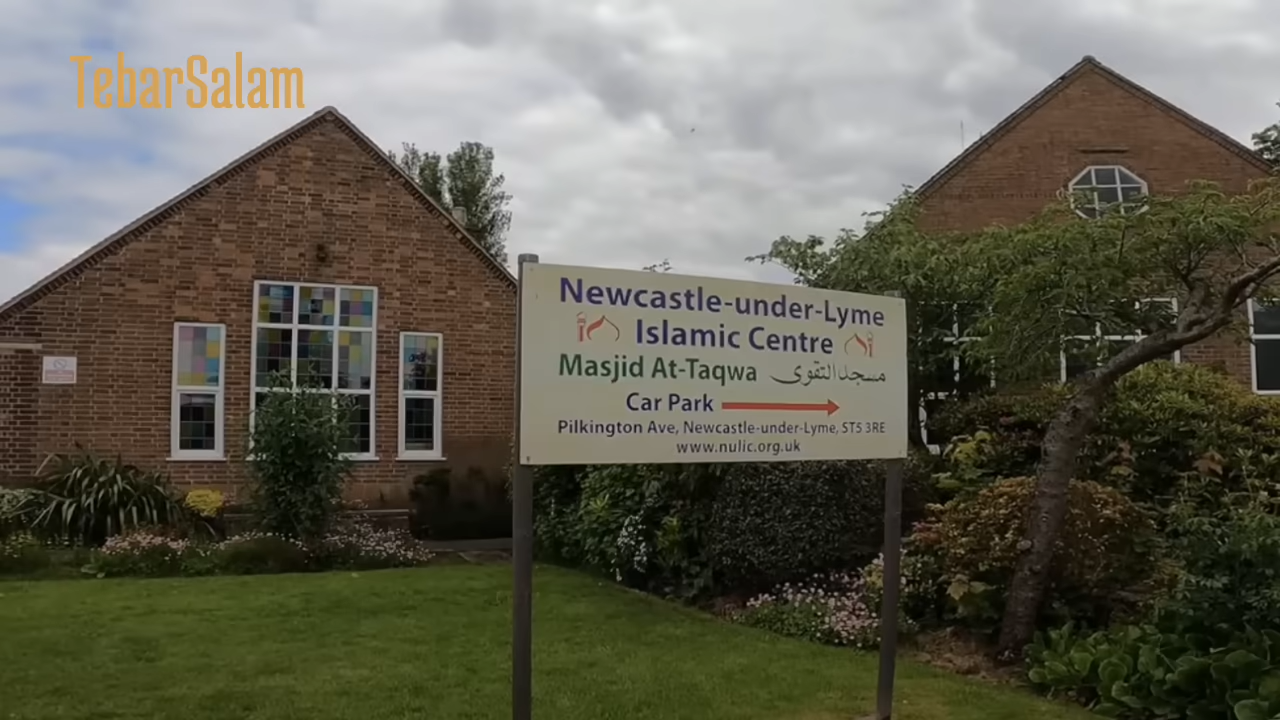 TebarSalam
Newcastle-under-Lyme
Islamic Centre
Masjid At-Taqwa مسجد التقوى
Car Park
Pilkington Ave, Newcastle-under-Lyme, ST5 3RE
www.nulic.org.uk